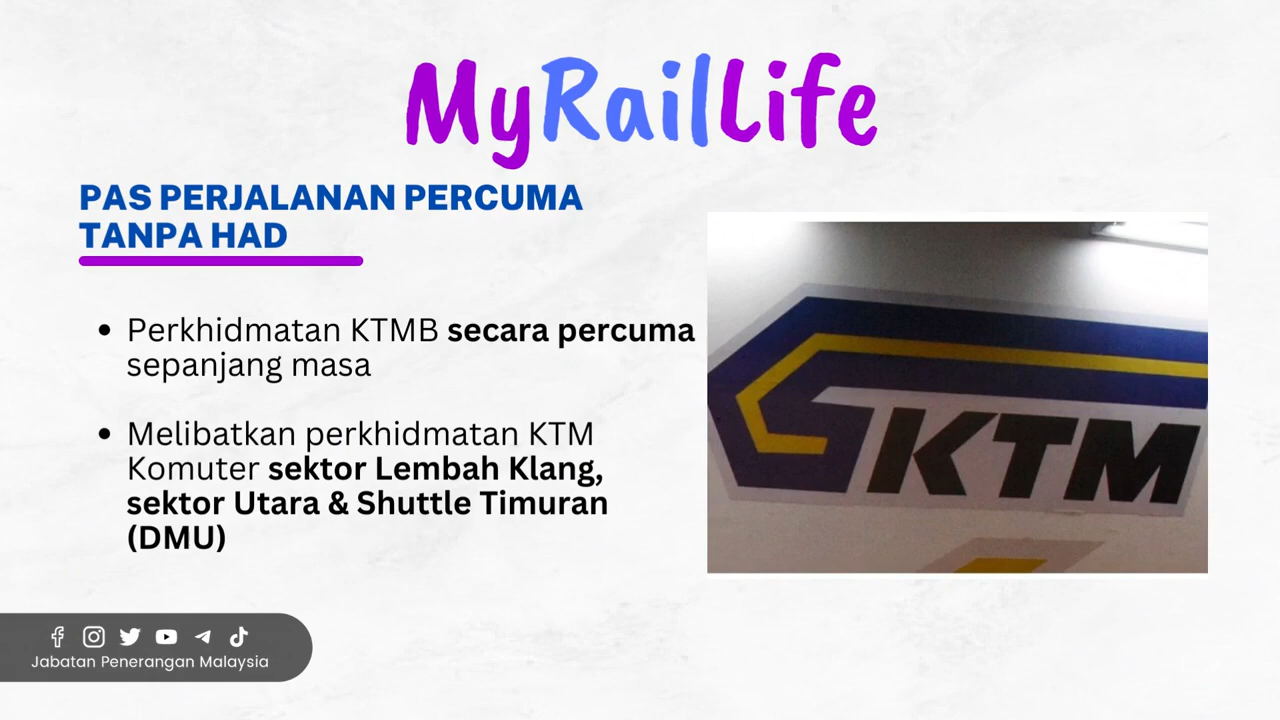 MyRailLife
PAS PERJALANAN PERCUMA
TANPA HAD
Perkhidmatan KTMB secara percuma
sepanjang masa
Melibatkan perkhidmatan KTM
Komuter sektor Lembah Klang,
sektor Utara & Shuttle Timuran
(DMU)
KTM
Jabatan Penerangan Malaysia